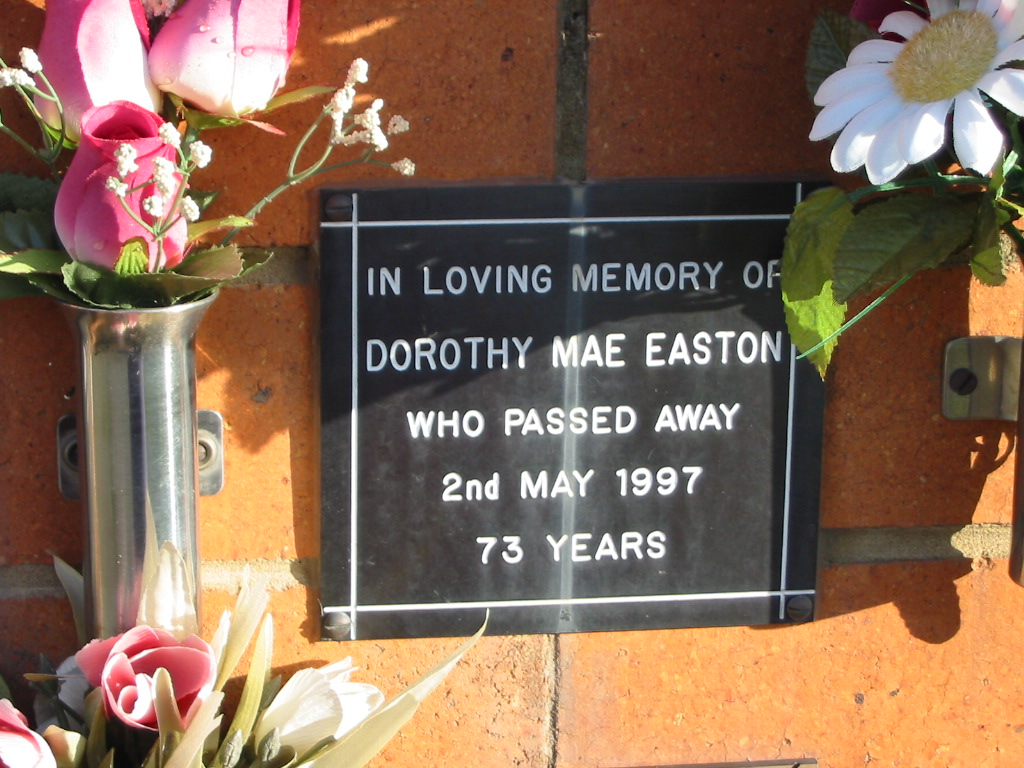 IN LOVING MEMORY OF
DOROTHY MAE EASTON
WHO PASSED AWAY
2nd MAY 1997
73 YEARS